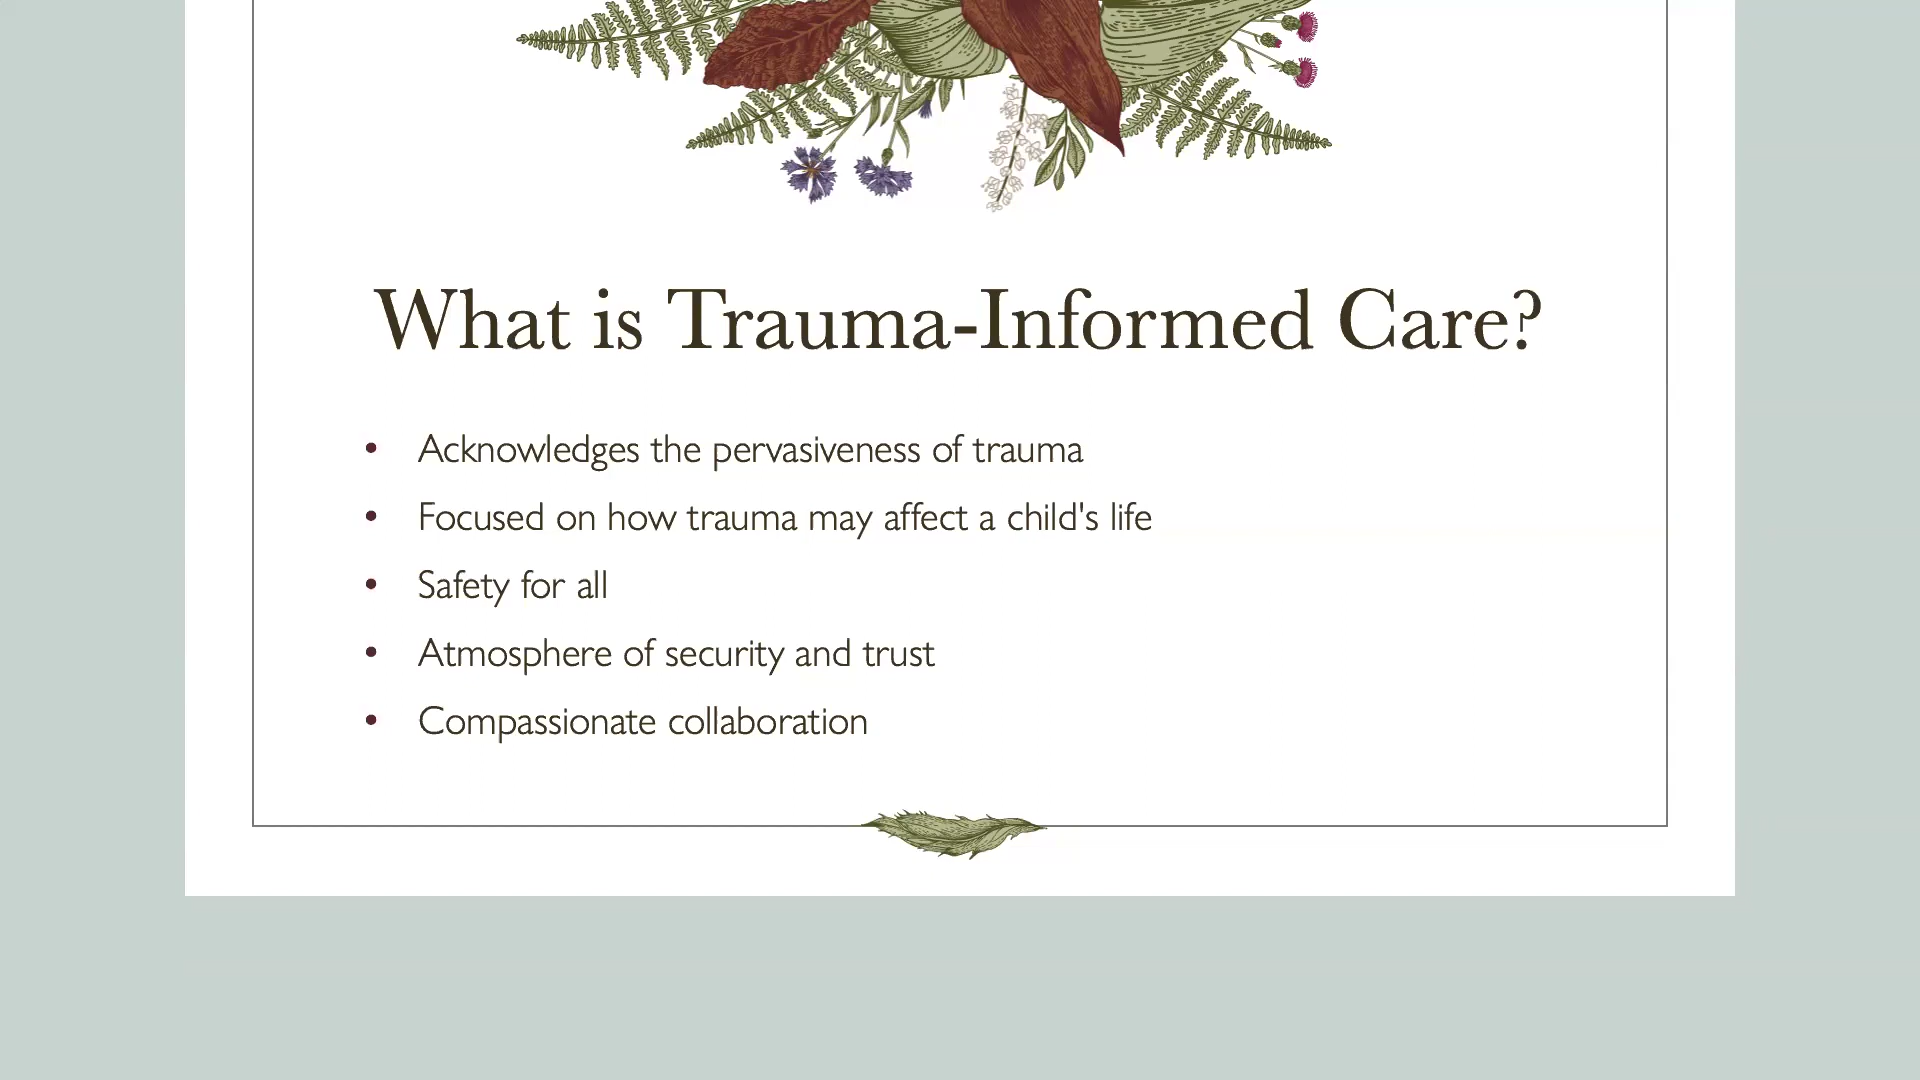 What is Trauma-Informed Care?
• Acknowledges the pervasiveness of trauma
• Focused on how trauma may affect a child's life
• Safety for all
• Atmosphere of security and trust
• Compassionate collaboration